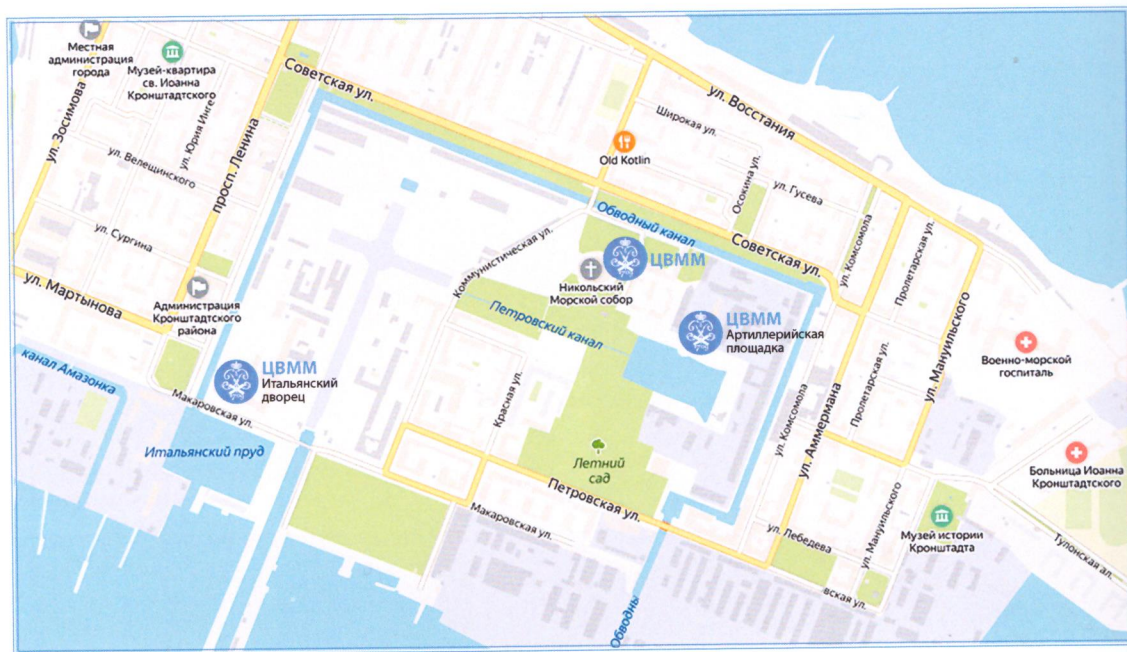 Местная
администрация
города
Музей-квартира
св. Иоанна
Кронштадтского
ул. Зосимова
ул. Юрия Инге
просп. Ленина
Советская ул.
ул. Велещинского
ул. Сургина
ул. Мартынова
Администрация
Кронштадтского
района
канал Амазонка
ЦВММ
Итальянский
дворец
Макаровская ул.
Итальянский пруд
ул. Восстания
Широкая ул.
Old Kotlin
Осокина ул.
ул. Гусева
Обводный канал
Советская ул.
ул. Комсомола
Пролетарская ул.
Коммунистическая ул.
ЦВММ
Никольский
Морской собор
Петровский канал
ЦВММ
Артиллерийская
площадка
ул. Мануильского
Военно-морской
госпиталь
Красная ул.
Пролетарская ул.
ул. Комсомола
ул. Аммермана
Летний
сад
Больница Иоанна
Кронштадтского
Петровская ул.
Макаровская ул.
ул. Лебедева
ул. Мануильского
Музей истории
Кронштадта
Тулонская ал.
вская ул.
Обводнь